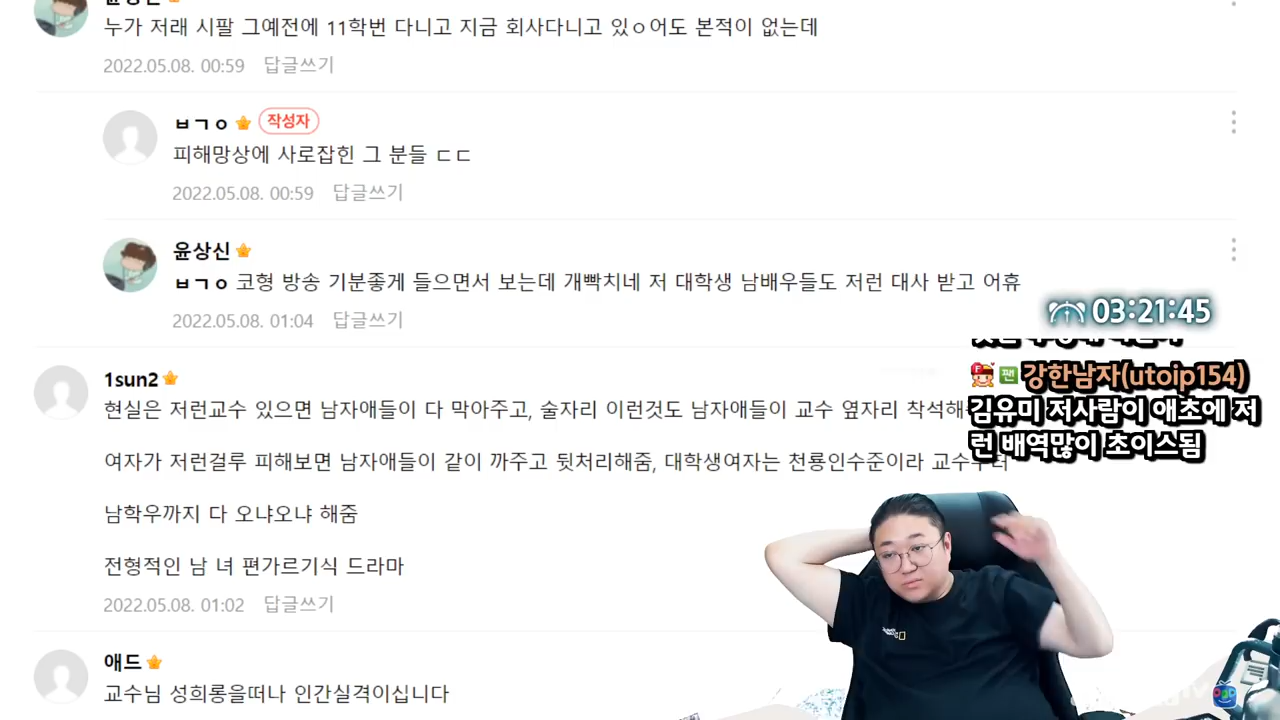 누가 저래 시팔 그예전에 11학번 다니고 지금 회사다니고 있ㅇ어도 본적이 없는데
2022.05.08. 00:59 답글쓰기
ㅂㄱㅇ 작성자
피해망상에 사로잡힌 그 분들 ㄷㄷ
2022.05.08. 00:59 답글쓰기
윤상신
ㅂㄱㅇ 코형 방송 기분좋게 들으면서 보는데 개빡치네 저 대학생 남배우들도 저런 대사 받고 어휴
2022.05.08. 01:04 답글쓰기
03:21:45
팬 강한남자(utoip154)
김유미 저사람이 애초에 저
런 배역많이 초이스됨
1sun2
현실은 저런교수 있으면 남자애들이 다 막아주고, 술자리 이런것도 남자애들이 교수 옆자리 착석해
여자가 저런걸루 피해보면 남자애들이 같이 까주고 뒷처리해줌, 대학생여자는 천룡인수준이라
남학우까지 다 오냐오냐 해줌
전형적인 남 녀 편가르기식 드라마
2022.05.08. 01:02 답글쓰기
애드
교수님 성희롱을떠나 인간실격이십니다